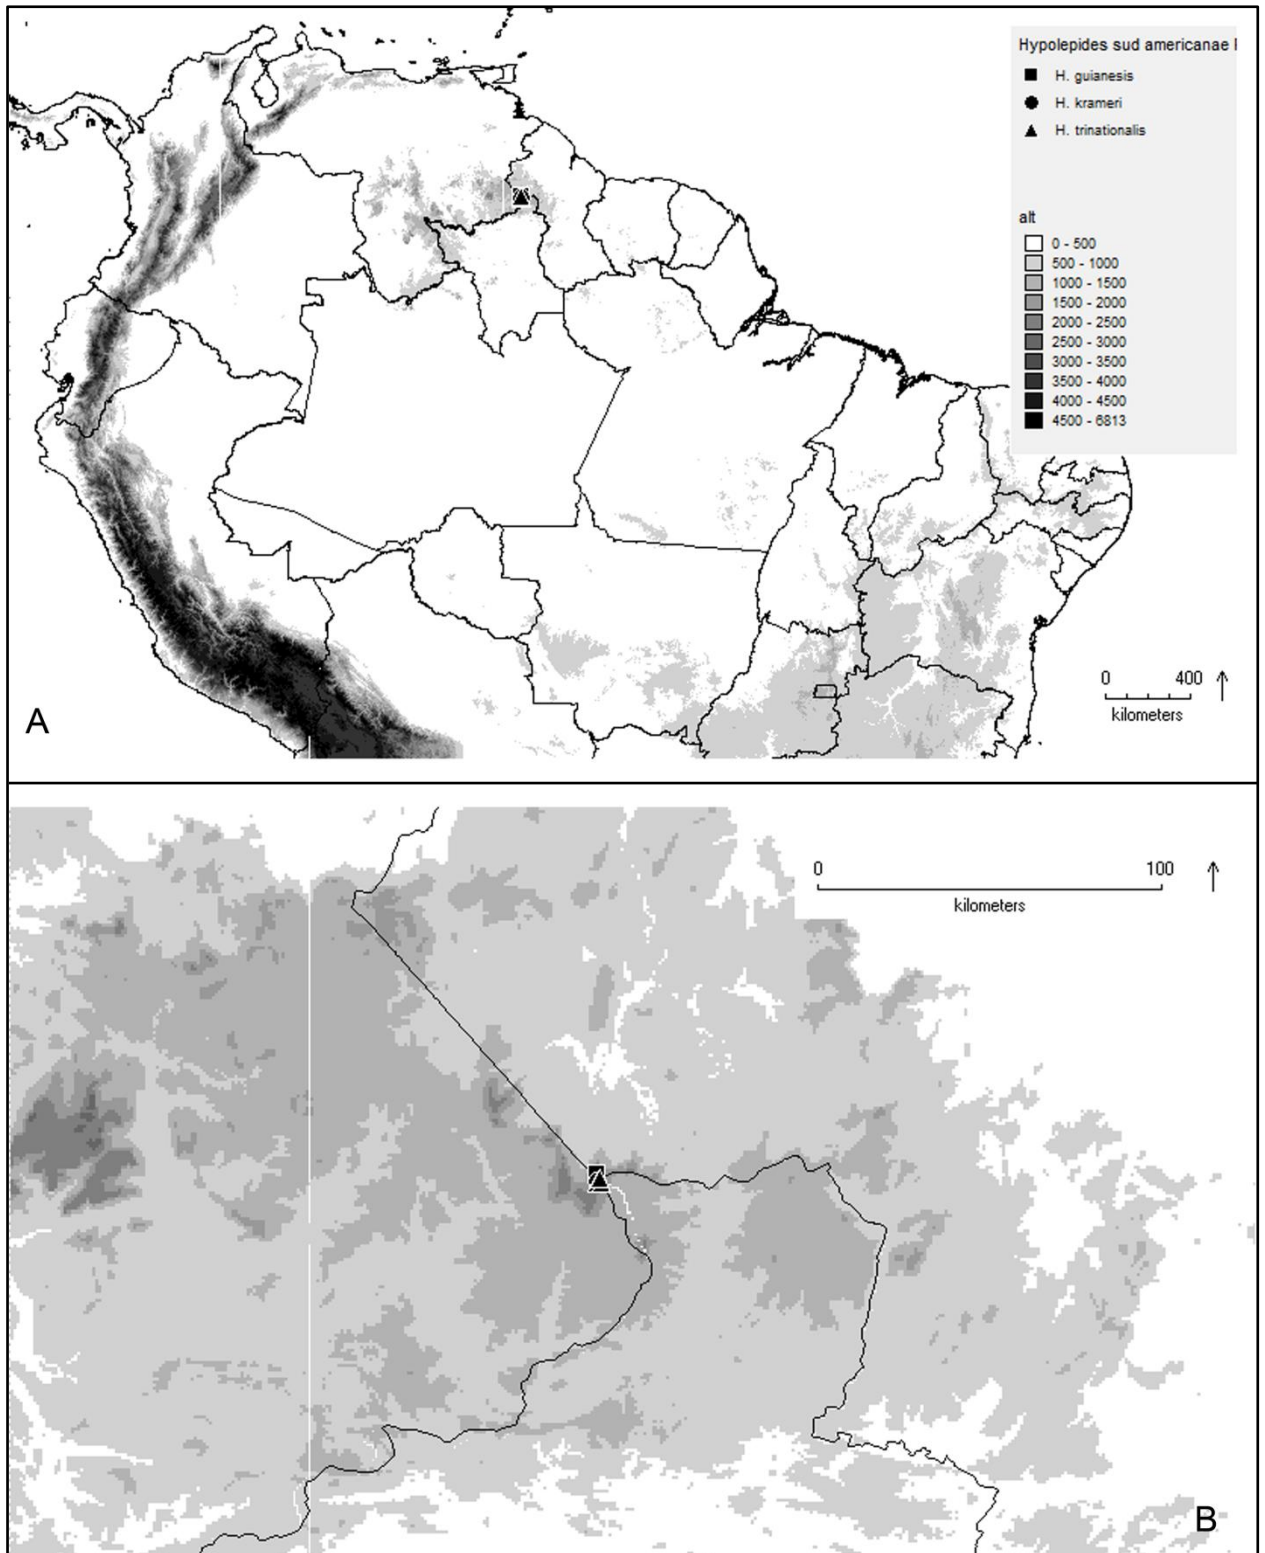 Hypolepides sud americanae
H. guianesis
H. krameri
H. trinationalis
alt
0 - 500
500 - 1000
1000 - 1500
1500 - 2000
2000 - 2500
2500 - 3000
3000 - 3500
3500 - 4000
4000 - 4500
4500 - 6813
0 400
kilometers
A
0 100
kilometers
B